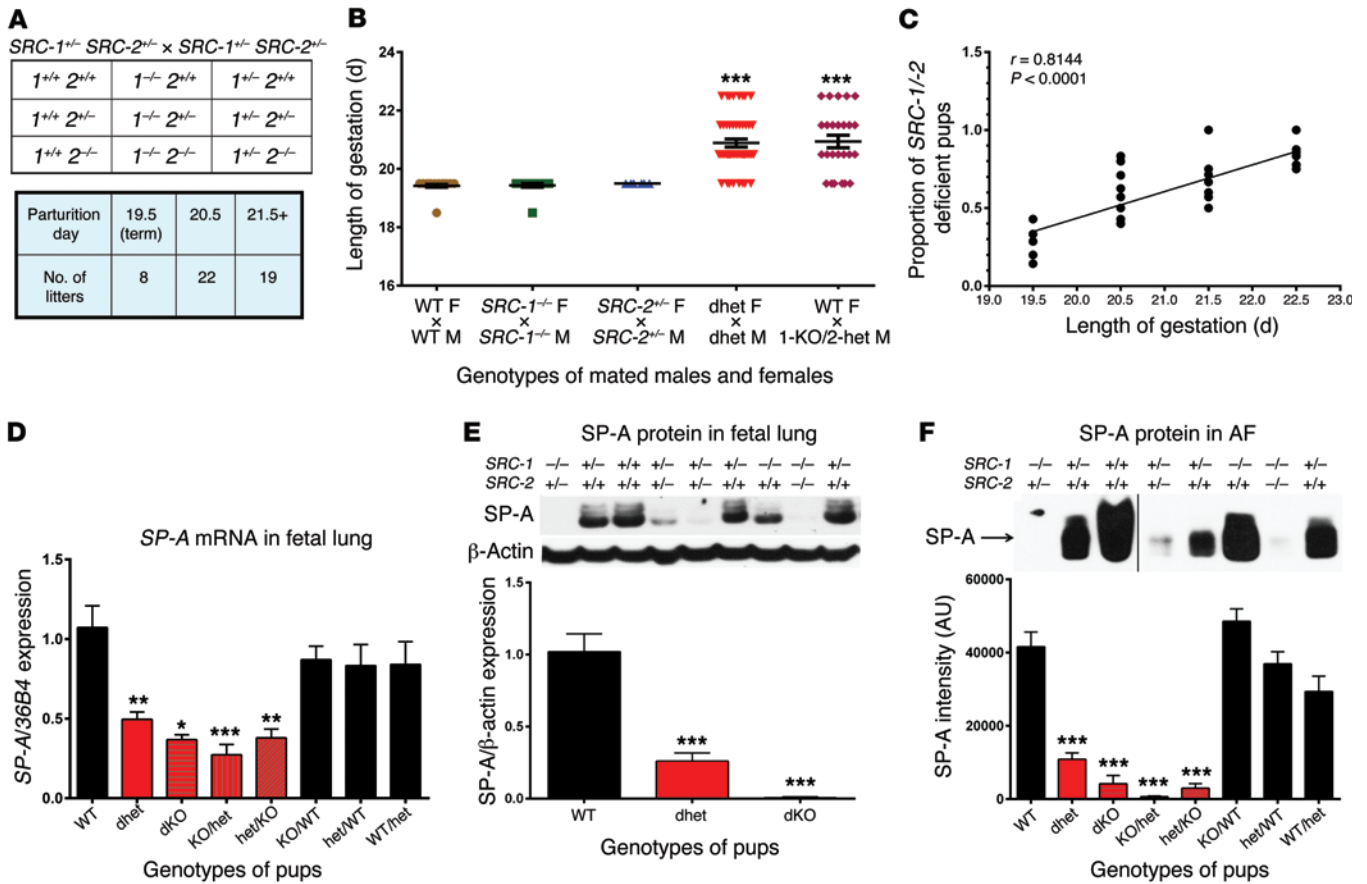 A
SRC-1+/– SRC-2+/– × SRC-1+/– SRC-2+/–
1+/+ 2+/+ 1–/– 2+/+ 1+/– 2+/+
1+/+ 2+/– 1–/– 2+/– 1+/– 2+/–
1+/+ 2–/– 1–/– 2–/– 1+/– 2–/–
Parturition 19.5 20.5 21.5+
day (term)
No. of 8 22 19
litters
B
Length of gestation (d)
24
22
20
18
16
*** ***
WT F SRC-1–/– F SRC-2+/– F dhet F WT F
× × × × ×
WT M SRC-1–/– M SRC-2+/– M dhet M 1-KO/2-het M
Genotypes of mated males and females
C
r = 0.8144
P < 0.0001
Proportion of SRC-1/-2
deficient pups
1.5
1.0
0.5
0.0
19.0 19.5 20.0 20.5 21.0 21.5 22.0 22.5 23.0
Length of gestation (d)
D
SP-A mRNA in fetal lung
SP-A/36B4 expression
1.5
1.0
0.5
0.0
** * *** **
WT dhet dKO KO/het het/KO KO/WT het/WT WT/het
Genotypes of pups
E
SP-A protein in fetal lung
SRC-1 –/– +/– +/+ +/– +/– +/– –/– –/– +/–
SRC-2 +/– +/+ +/+ +/– +/– +/+ +/+ –/– +/+
SP-A
β-Actin
SP-A/β-actin expression
1.5
1.0
0.5
0.0
*** ***
WT dhet dKO
Genotypes of pups
F
SP-A protein in AF
SRC-1 –/– +/– +/+ +/– +/– –/– –/– +/–
SRC-2 +/– +/+ +/+ +/– +/+ +/+ +/– +/+
SP-A
SP-A intensity (AU)
60000
40000
20000
0
*** *** *** ***
WT dhet dKO KO/het het/KO KO/WT het/WT WT/het
Genotypes of pups